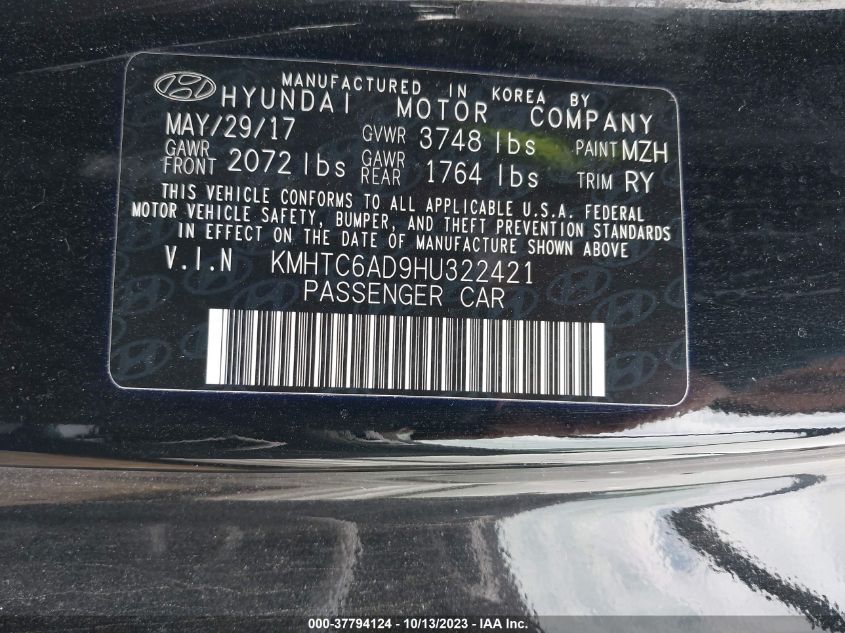 MANUFACTURED IN KOREA BY
HYUNDAI MOTOR COMPANY
MAY/29/17 GVWR 3748 lbs PAINT MZH
GAWR FRONT 2072 lbs GAWR REAR 1764 lbs TRIM RY
THIS VEHICLE CONFORMS TO ALL APPLICABLE U.S.A. FEDERAL
MOTOR VEHICLE SAFETY, BUMPER, AND THEFT PREVENTION STANDARDS
IN EFFECT ON THE DATE OF MANUFACTURE SHOWN ABOVE
V.I.N KMHTC6AD9HU322421
PASSENGER CAR
000-37794124 - 10/13/2023 - IAA Inc.